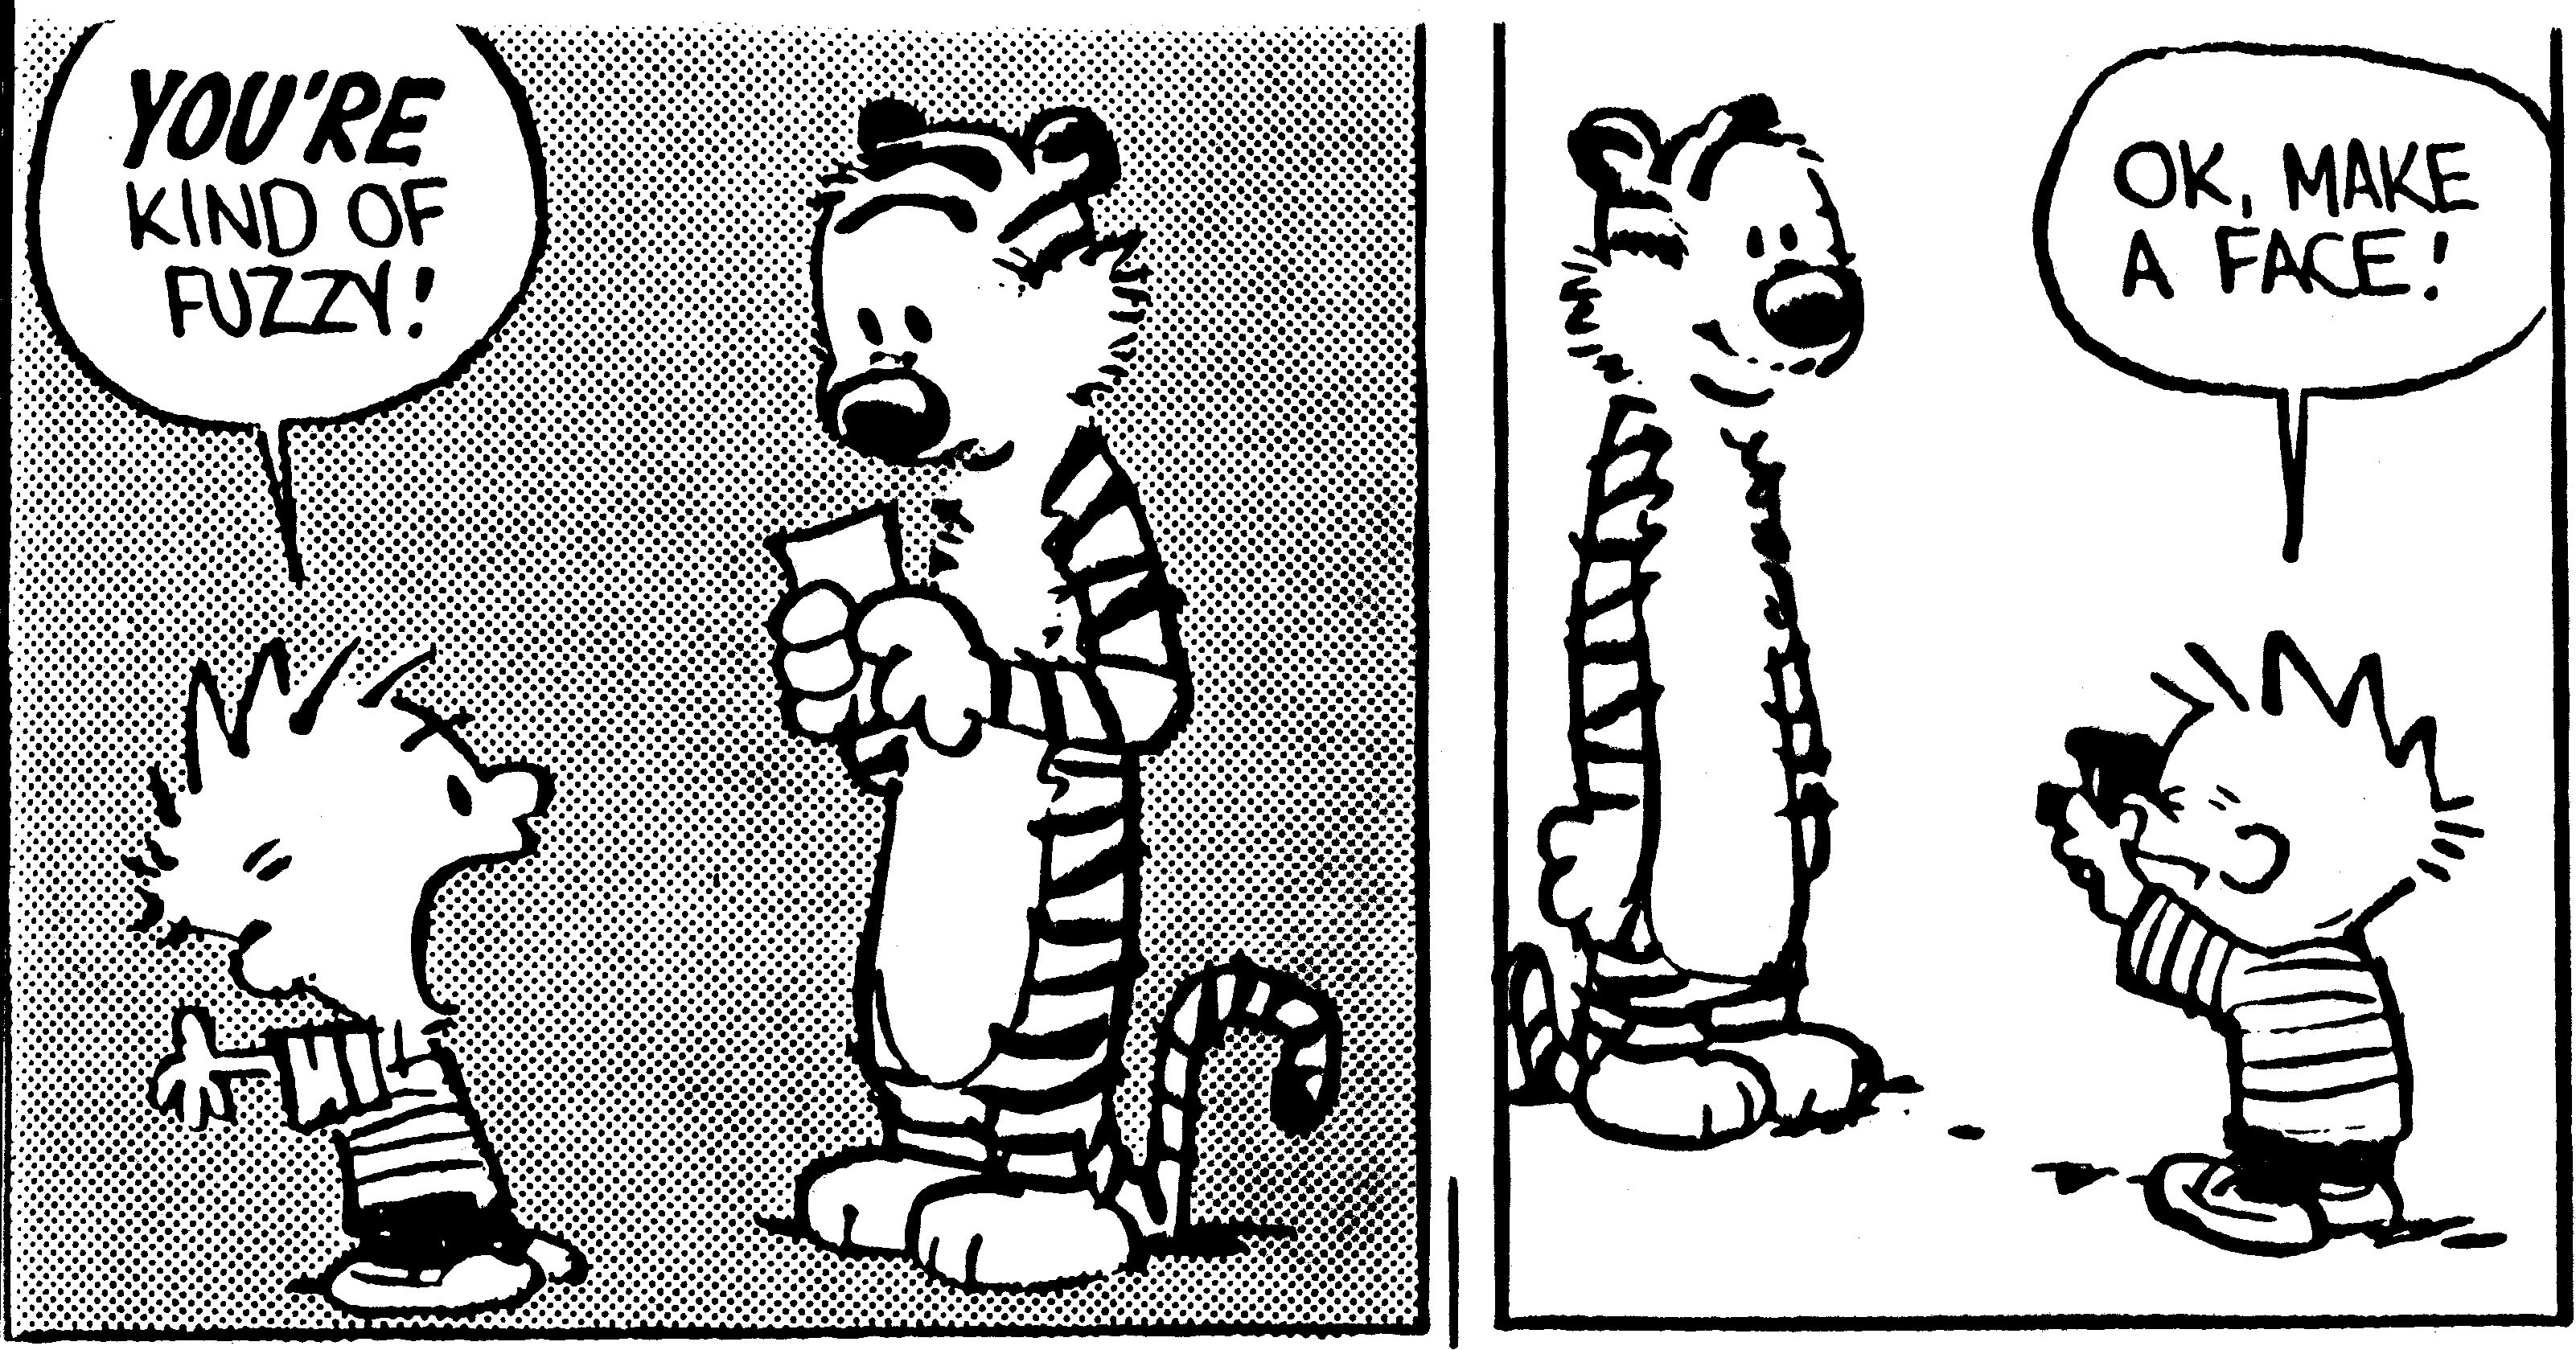 YOU'RE
KIND OF
FUZZY!
OK, MAKE
A FACE!